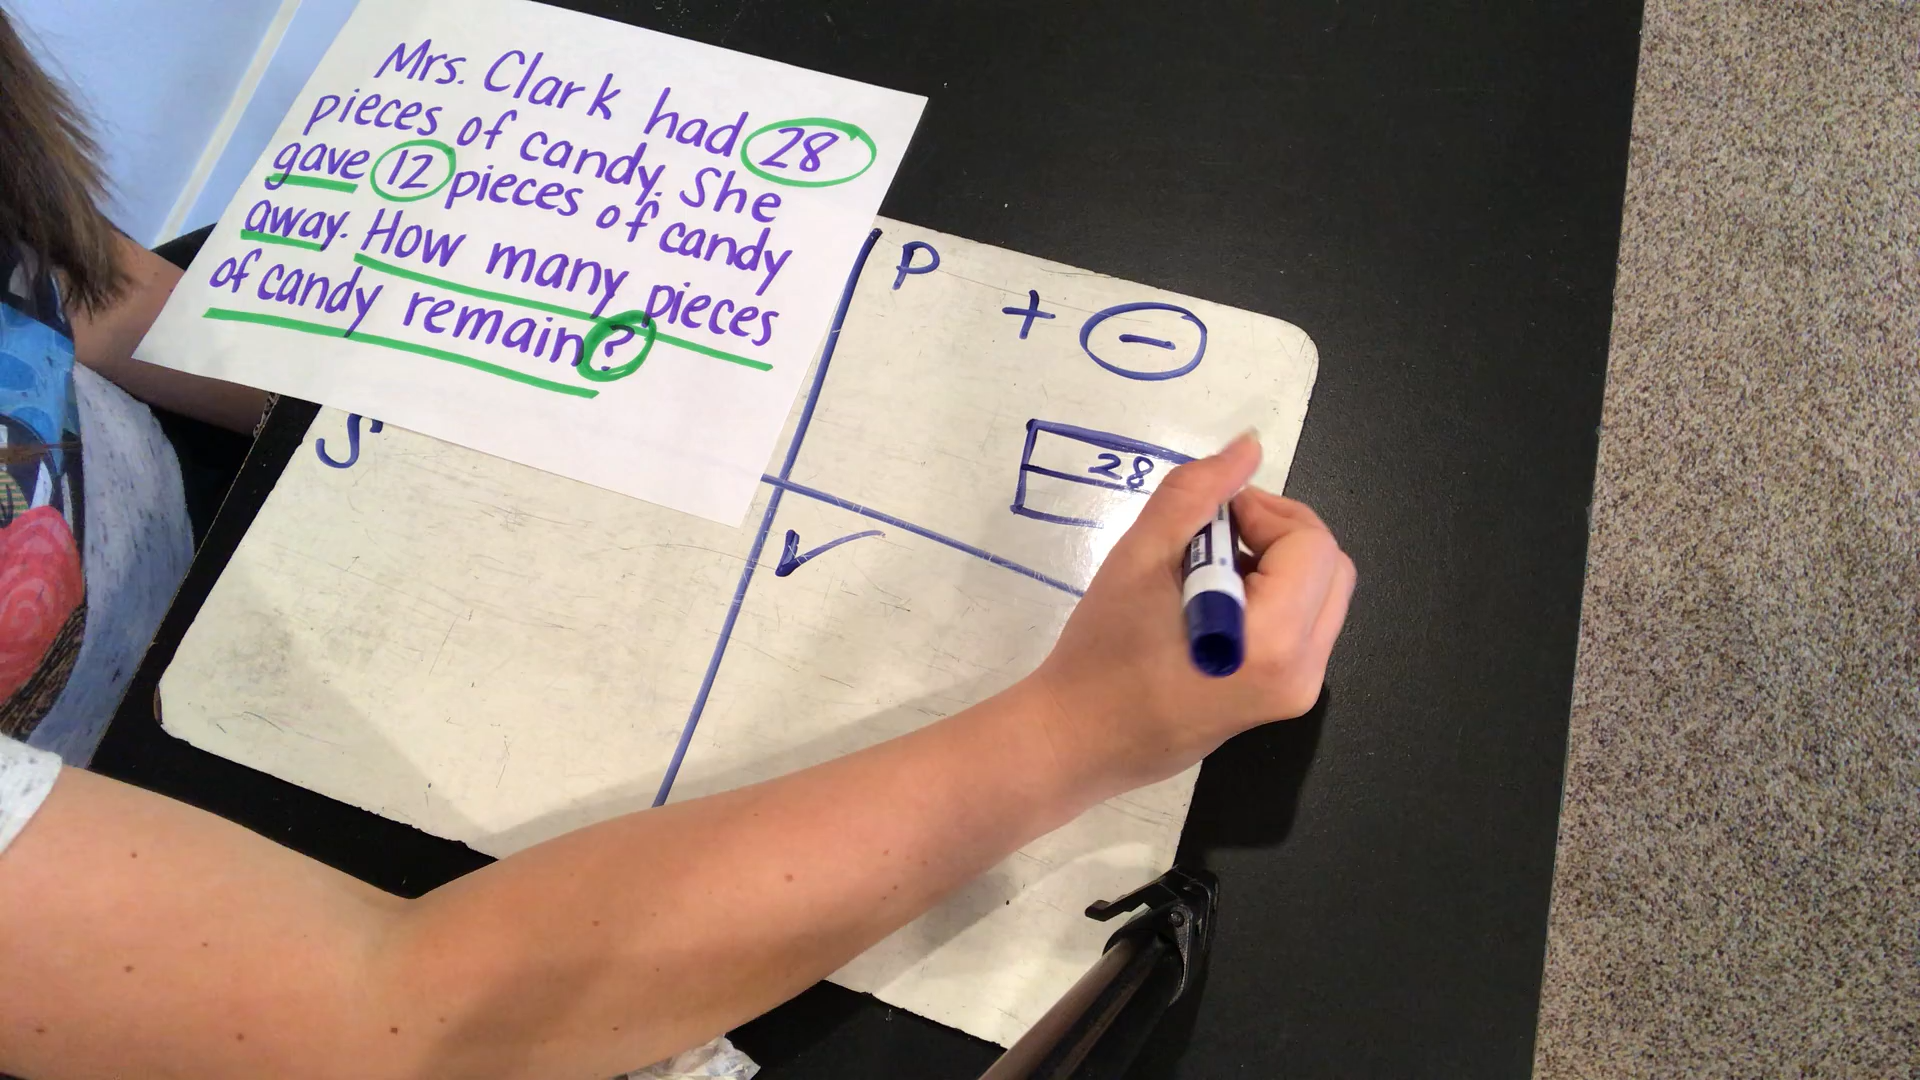 Mrs. Clark had 28
pieces of candy. She
gave 12 pieces of candy
away. How many pieces
of candy remain?
P
+ -
28
S
✓